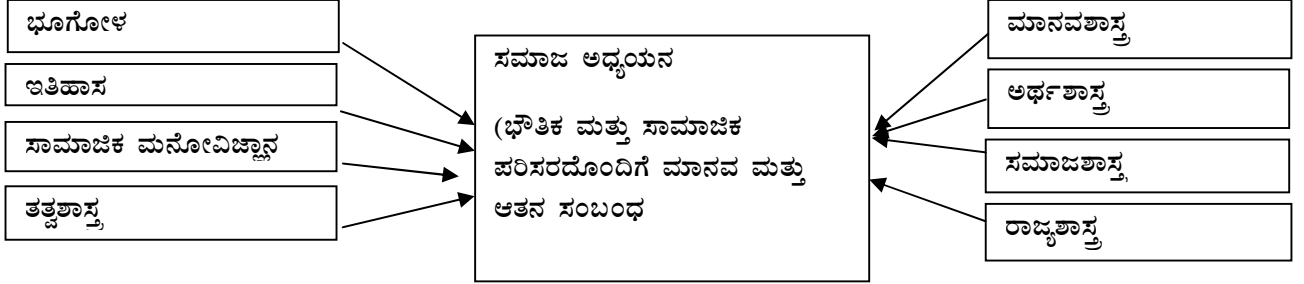 ಭೂಗೋಳ
ಇತಿಹಾಸ
ಸಾಮಾಜಿಕ ಮನೋವಿಜ್ಞಾನ
ತತ್ವಶಾಸ್ತ್ರ
ಸಮಾಜ ಅಧ್ಯಯನ
(ಭೌತಿಕ ಮತ್ತು ಸಾಮಾಜಿಕ
ಪರಿಸರದೊಂದಿಗೆ ಮಾನವ ಮತ್ತು
ಆತನ ಸಂಬಂಧ
ಮಾನವಶಾಸ್ತ್ರ
ಅರ್ಥಶಾಸ್ತ್ರ
ಸಮಾಜಶಾಸ್ತ್ರ
ರಾಜ್ಯಶಾಸ್ತ್ರ